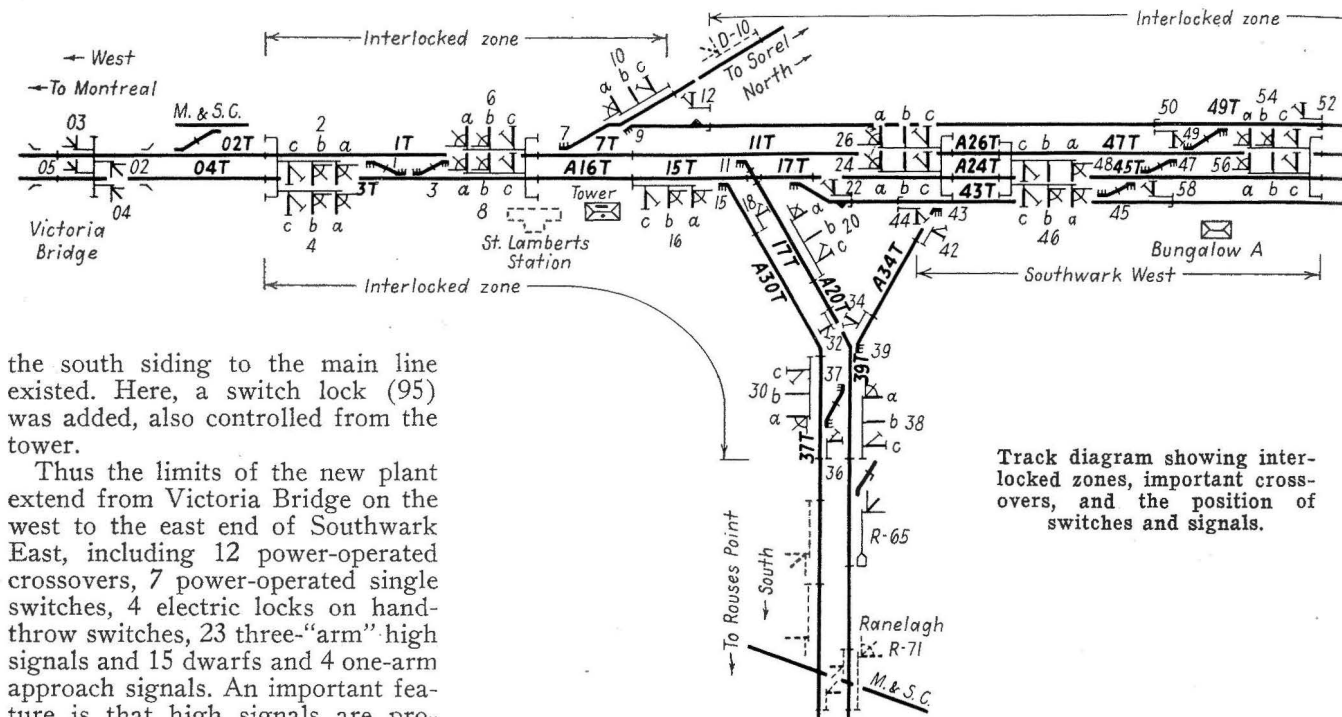 Interlocked zone
Interlocked zone
← West
← To Montreal
M. & S.C.
To Sorel
North →
D-10
10
a b c
12
03
05
02
04
02T
04T
2
c b a
1T
3T
1
3
c b a
4
6
a b c
a b c
8
7
7T
9
A16T
15T
11T
11
17T
15
Tower
c b a
16
St. Lamberts
Station
Victoria
Bridge
Interlocked zone
26
24
22
a b c
a b c
A26T
A24T
43T
44
43
42
c b a
c b a
46
47T
48
45T
47
45
50
49T
49
54
52
56
58
a b c
a b c
Bungalow A
Southwark West
18
17T
a
b 20
c
A30T
A20T
A34T
34
32
39
39T
37
c
30 b
a
37T
a
b 38
c
36
R-65
To Rouses Point
South
Ranelagh
R-71
M. & S.C.
the south siding to the main line
existed. Here, a switch lock (95)
was added, also controlled from the
tower.
Thus the limits of the new plant
extend from Victoria Bridge on the
west to the east end of Southwark
East, including 12 power-operated
crossovers, 7 power-operated single
switches, 4 electric locks on hand-
throw switches, 23 three-“arm” high
signals and 15 dwarfs and 4 one-arm
approach signals. An important fea-
ture is that high signals are pro-
Track diagram showing inter-
locked zones, important cross-
overs, and the position of
switches and signals.